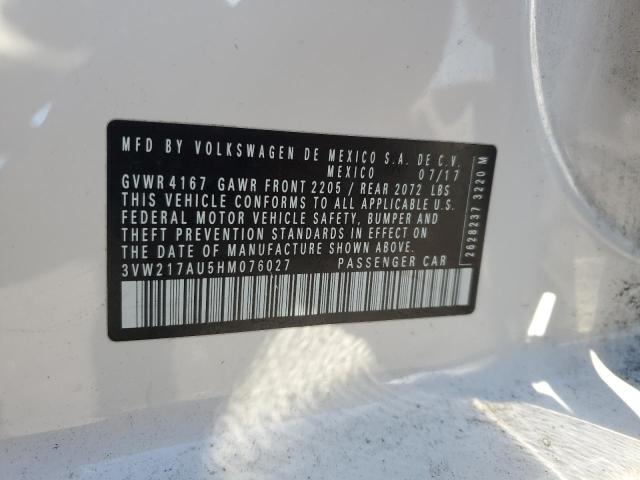 MFD BY VOLKSWAGEN DE MEXICO S.A. DE C.V.
MEXICO 07/17
GVWR 4167 GAWR FRONT 2205 / REAR 2072 LBS
THIS VEHICLE CONFORMS TO ALL APPLICABLE U.S.
FEDERAL MOTOR VEHICLE SAFETY, BUMPER AND
THEFT PREVENTION STANDARDS IN EFFECT ON
THE DATE OF MANUFACTURE SHOWN ABOVE.
3VW217AU5HM076027 PASSENGER CAR
2628237 3220 M